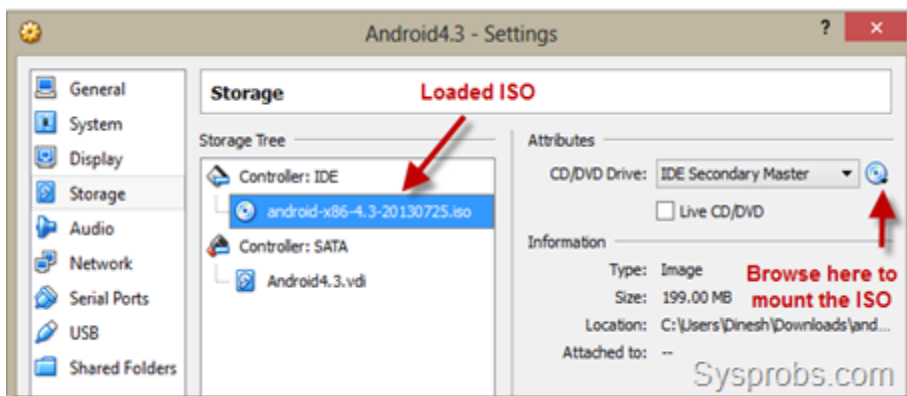 Android4.3 - Settings
?
×
General
System
Display
Storage
Audio
Network
Serial Ports
USB
Shared Folders
Storage
Loaded ISO
Storage Tree
Controller: IDE
android-x86-4.3-20130725.iso
Controller: SATA
Android4.3.vdi
Attributes
CD/DVD Drive: IDE Secondary Master
Live CD/DVD
Information
Type: Image
Size: 199.00 MB
Location: C:\Users\Dinesh\Downloads\and...
Attached to: --
Browse here to
mount the ISO
Sysprobs.com